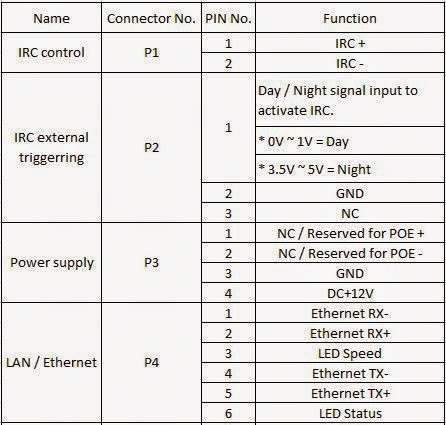 Name Connector No. PIN No. Function
IRC control P1 1 IRC +
2 IRC -
IRC external triggerring P2 1 Day / Night signal input to
activate IRC.
* 0V ~ 1V = Day
* 3.5V ~ 5V = Night
2 GND
3 NC
Power supply P3 1 NC / Reserved for POE +
2 NC / Reserved for POE -
3 GND
4 DC+12V
LAN / Ethernet P4 1 Ethernet RX-
2 Ethernet RX+
3 LED Speed
4 Ethernet TX-
5 Ethernet TX+
6 LED Status